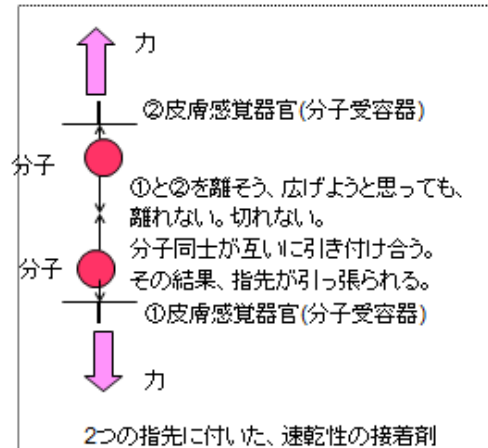 力
②皮膚感覚器官(分子受容器)
分子
①と②を離そう、広げようと思っても、
離れない。切れない。
分子同士が互いに引き付け合う。
分子
その結果、指先が引っ張られる。
①皮膚感覚器官(分子受容器)
力
2つの指先に付いた、速乾性の接着剤